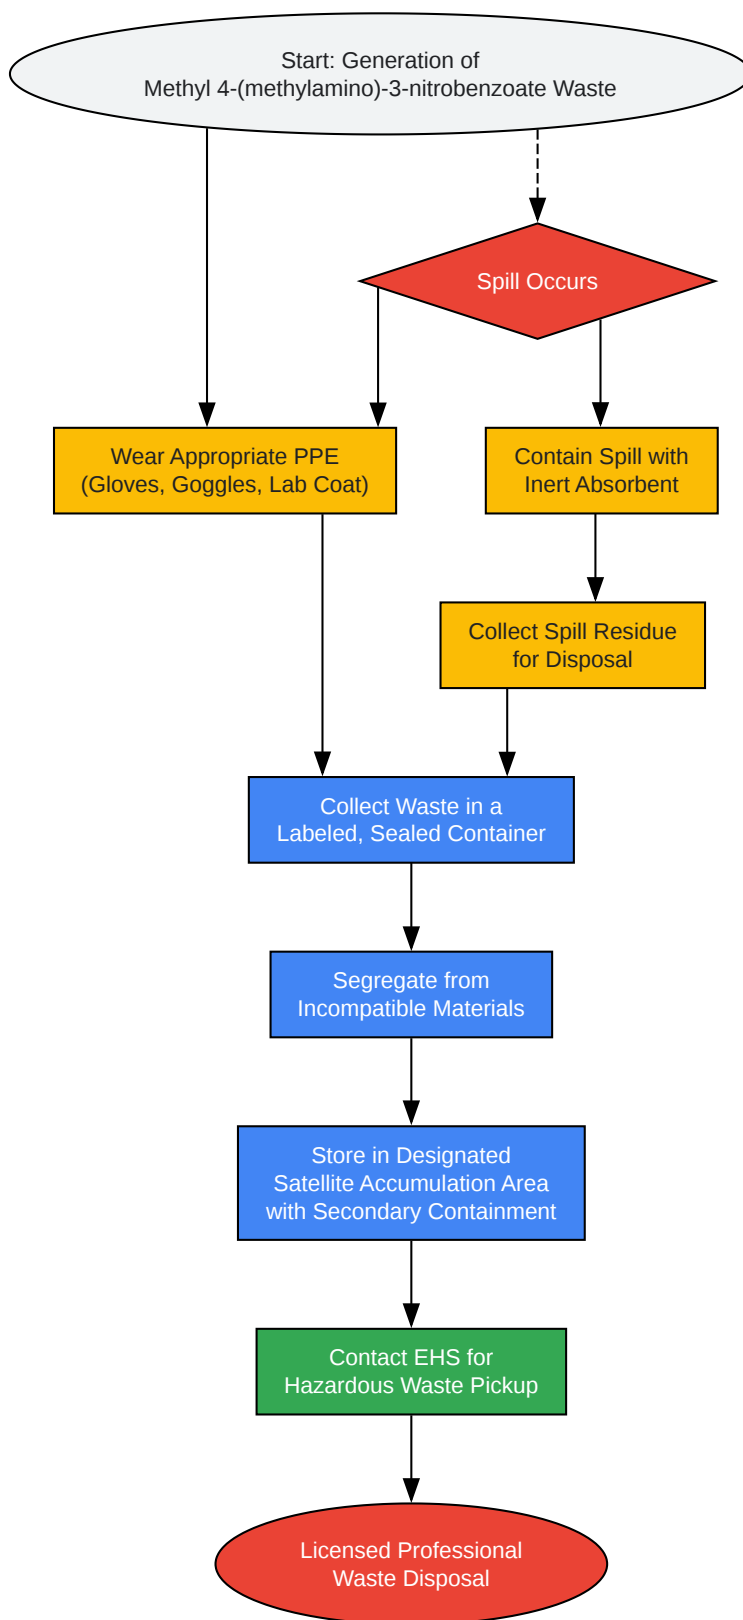 Start: Generation of
Methyl 4-(methylamino)-3-nitrobenzoate Waste
Spill Occurs
Wear Appropriate PPE
(Gloves, Goggles, Lab Coat)
Contain Spill with
Inert Absorbent
Collect Spill Residue
for Disposal
Collect Waste in a
Labeled, Sealed Container
Segregate from
Incompatible Materials
Store in Designated
Satellite Accumulation Area
with Secondary Containment
Contact EHS for
Hazardous Waste Pickup
Licensed Professional
Waste Disposal